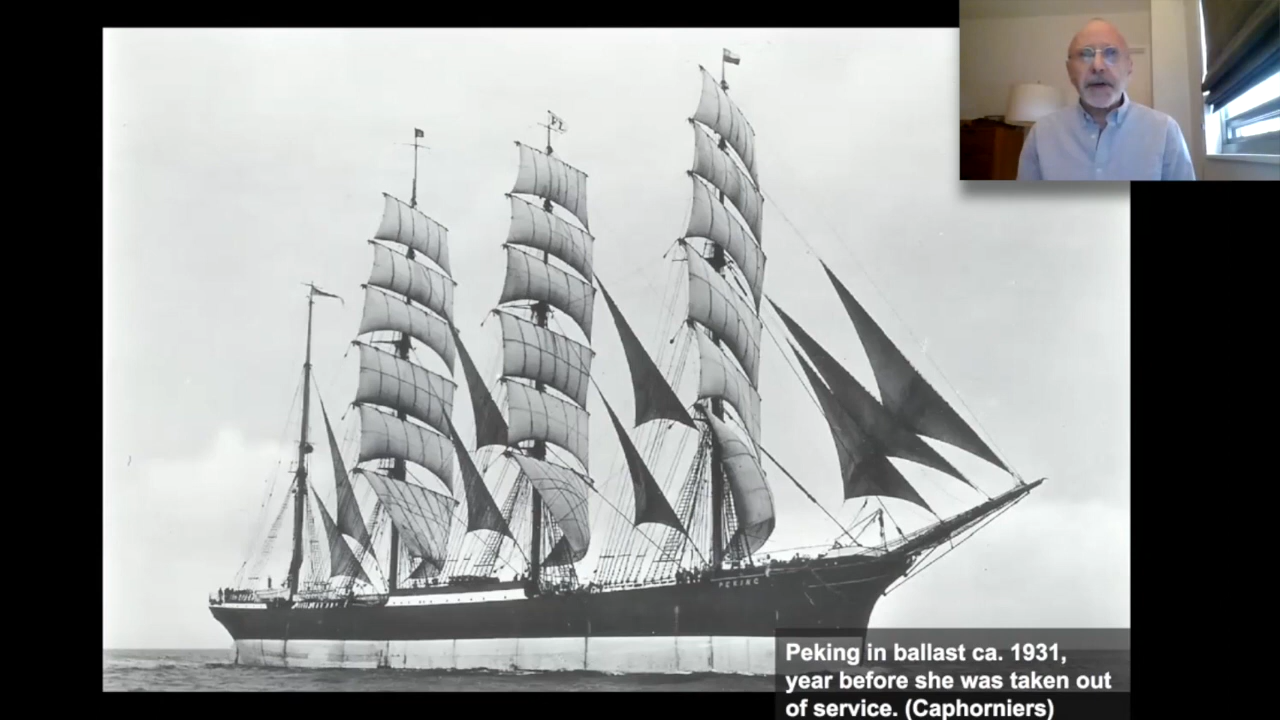 PEKING
Peking in ballast ca. 1931,
year before she was taken out
of service. (Caphorniers)